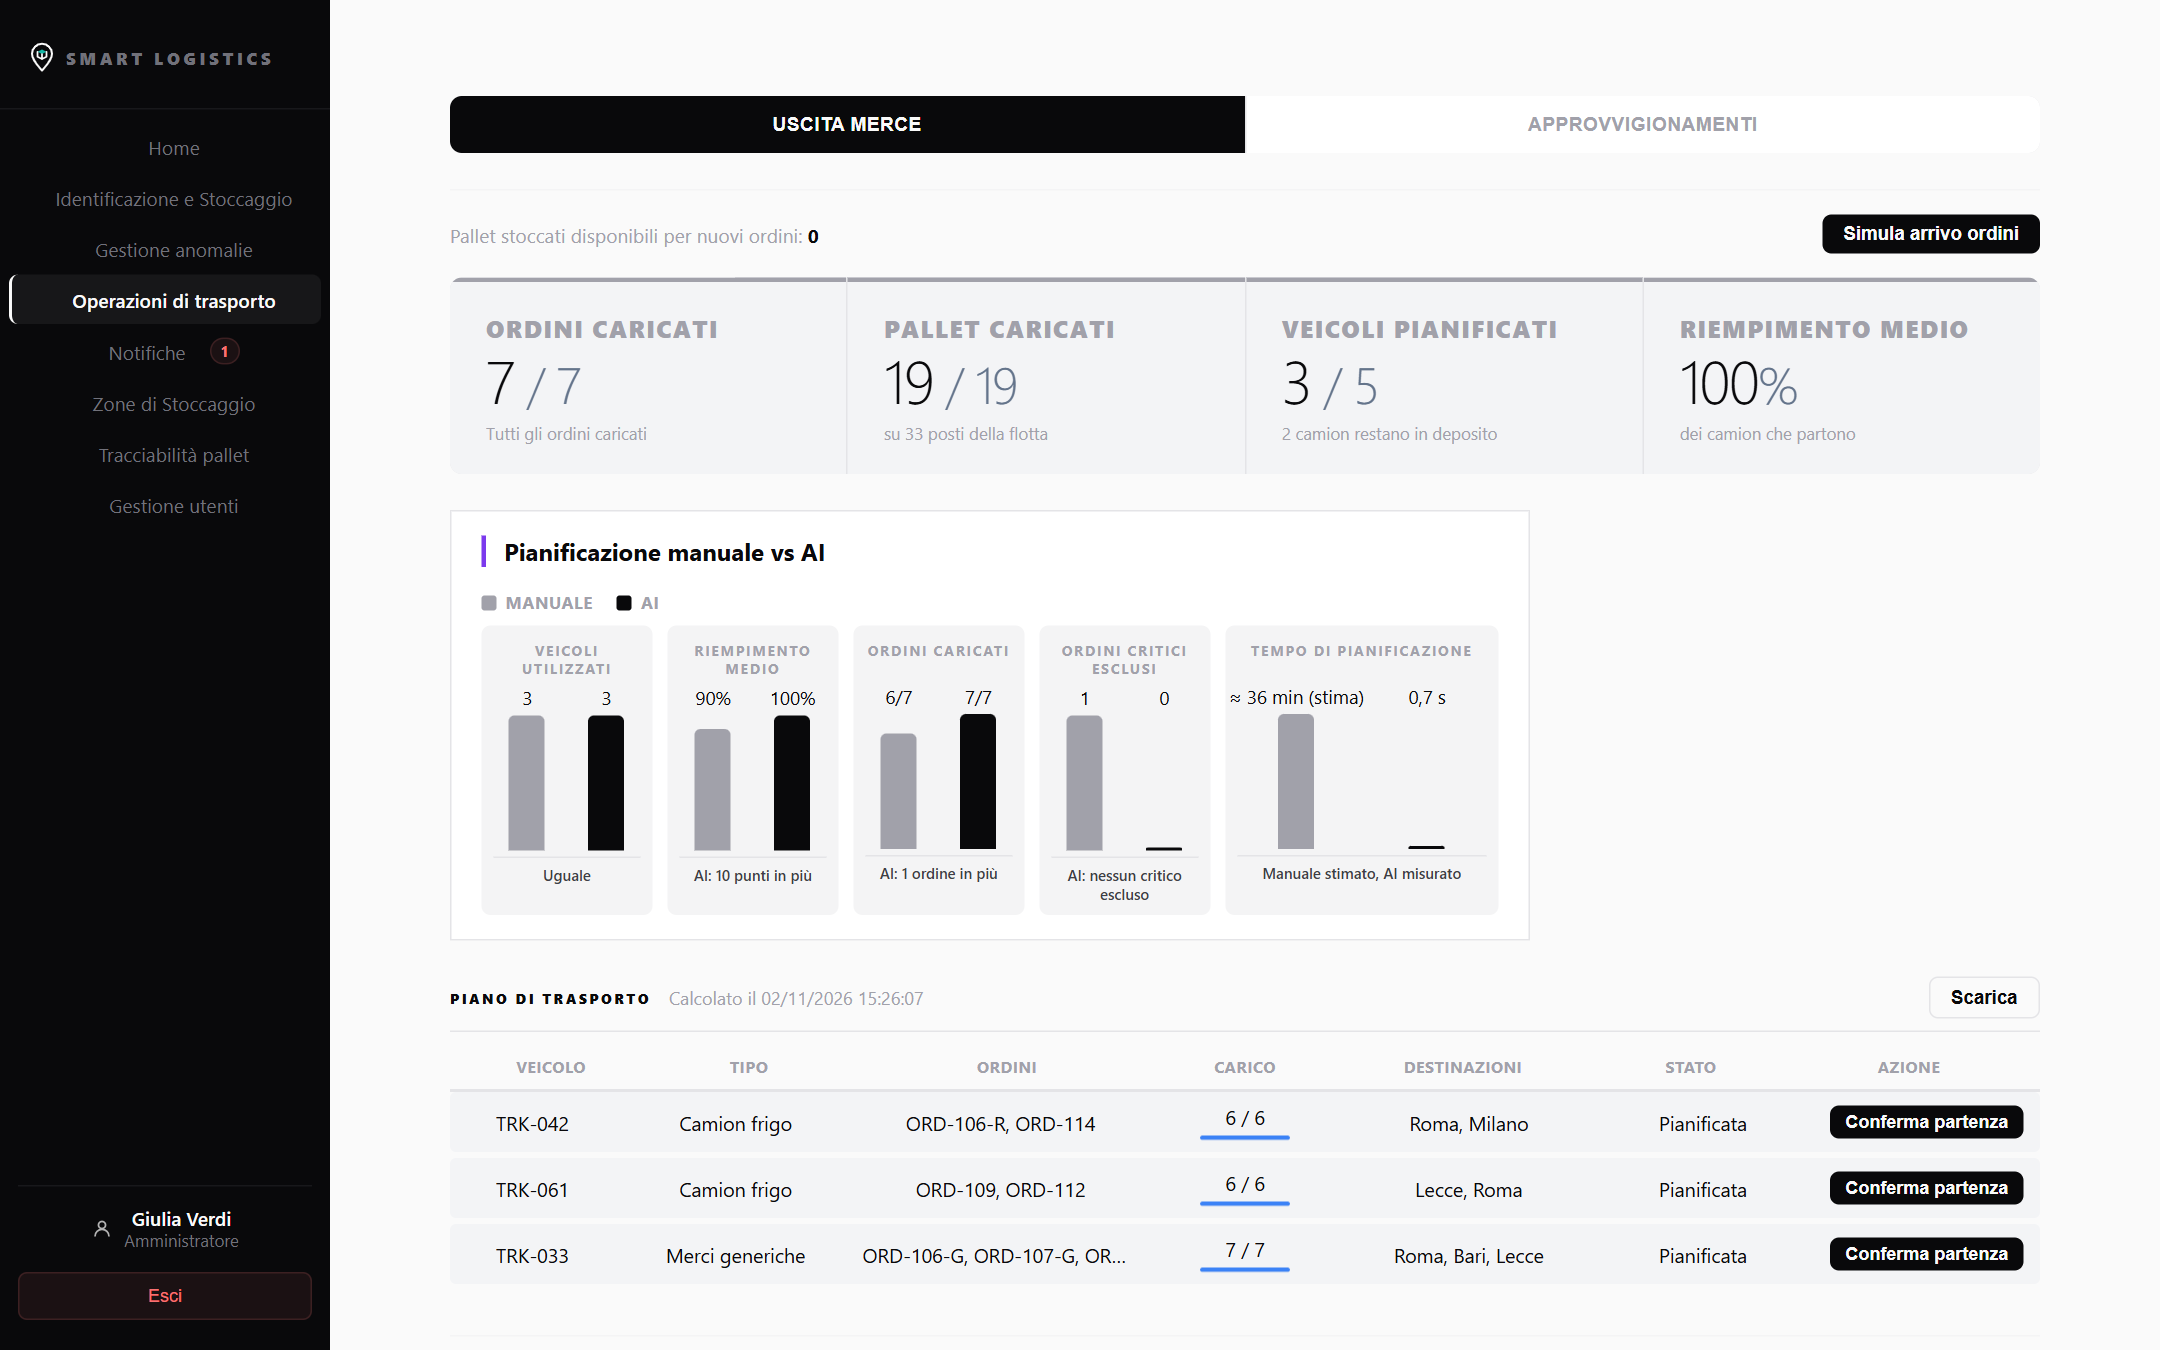 SMART LOGISTICS
Home
Identificazione e Stoccaggio
Gestione anomalie
Operazioni di trasporto
Notifiche 1
Zone di Stoccaggio
Tracciabilità pallet
Gestione utenti
Giulia Verdi
Amministratore
Esci
USCITA MERCE APPROVVIGIONAMENTI
Pallet stoccati disponibili per nuovi ordini: 0 Simula arrivo ordini
ORDINI CARICATI
7 / 7
Tutti gli ordini caricati
PALLET CARICATI
19 / 19
su 33 posti della flotta
VEICOLI PIANIFICATI
3 / 5
2 camion restano in deposito
RIEMPIMENTO MEDIO
100%
dei camion che partono
Pianificazione manuale vs AI
MANUALE AI
VEICOLI
UTILIZZATI
3 3
Uguale
RIEMPIMENTO
MEDIO
90% 100%
AI: 10 punti in più
ORDINI CARICATI
6/7 7/7
AI: 1 ordine in più
ORDINI CRITICI
ESCLUSI
1 0
AI: nessun critico
escluso
TEMPO DI PIANIFICAZIONE
≈ 36 min (stima) 0,7 s
Manuale stimato, AI misurato
PIANO DI TRASPORTO Calcolato il 02/11/2026 15:26:07 Scarica
VEICOLO TIPO ORDINI CARICO DESTINAZIONI STATO AZIONE
TRK-042 Camion frigo ORD-106-R, ORD-114 6 / 6 Roma, Milano Pianificata Conferma partenza
TRK-061 Camion frigo ORD-109, ORD-112 6 / 6 Lecce, Roma Pianificata Conferma partenza
TRK-033 Merci generiche ORD-106-G, ORD-107-G, OR... 7 / 7 Roma, Bari, Lecce Pianificata Conferma partenza